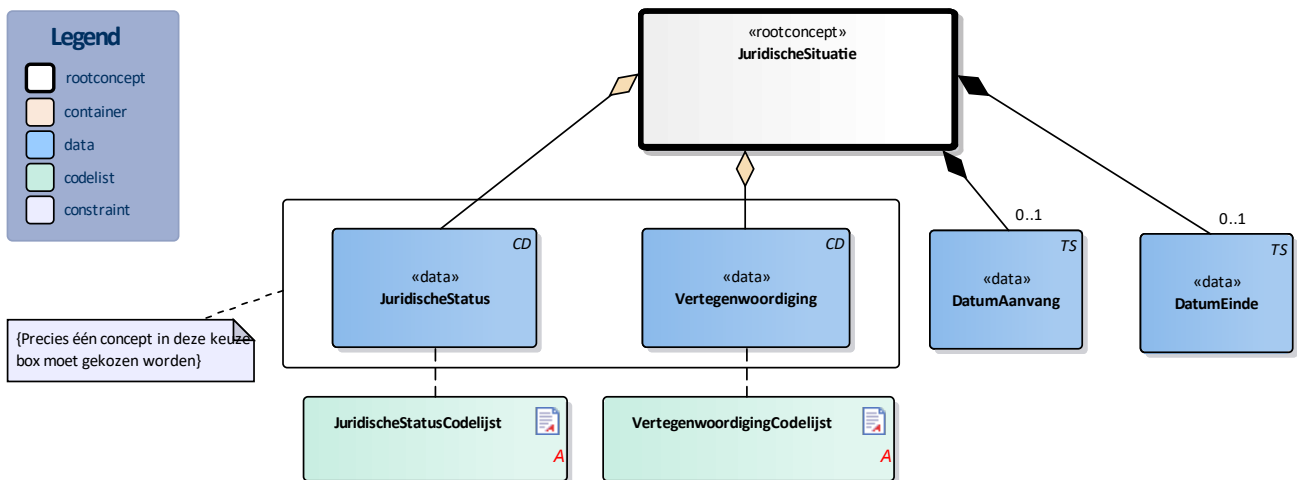 Legend
rootconcept
container
data
codelist
constraint
«rootconcept»
JuridischeSituatie
0..1
0..1
CD
«data»
JuridischeStatus
CD
«data»
Vertegenwoordiging
TS
«data»
DatumAanvang
TS
«data»
DatumEinde
{Precies één concept in deze keuze
box moet gekozen worden}
JuridischeStatusCodelijst
A
VertegenwoordigingCodelijst
A